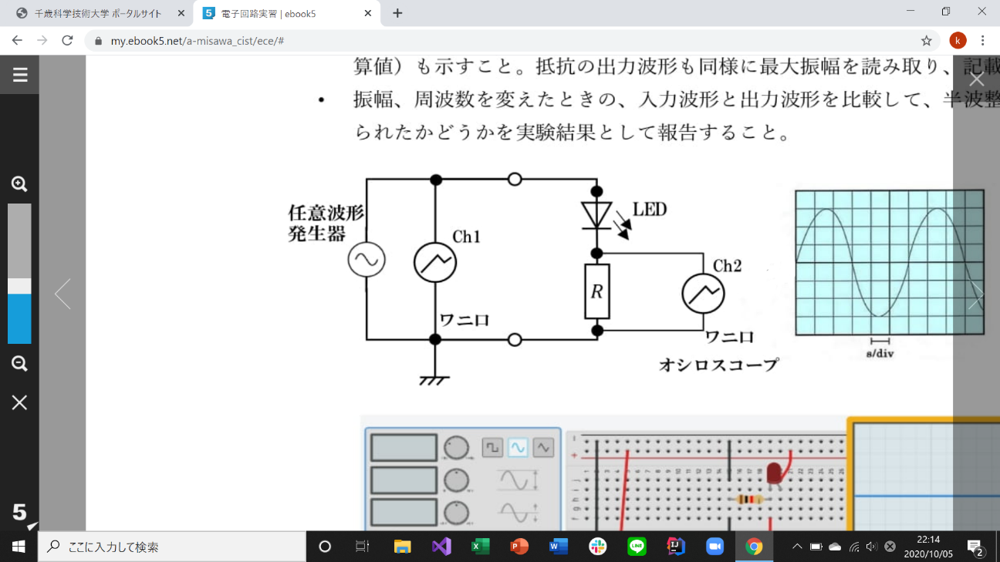 千歳科学技術大学 ポータルサイト
電子回路実習 | ebook5
my.ebook5.net/a-misawa_cist/ece/#
k
算値）も示すこと。抵抗の出力波形も同様に最大振幅を読み取り、記載
• 振幅、周波数を変えたときの、入力波形と出力波形を比較して、半波整
られたかどうかを実験結果として報告すること。
任意波形
発生器
Ch1
ワニ口
LED
R
Ch2
ワニ口
オシロスコープ
s/div
ここに入力して検索
22:14
2020/10/05
2